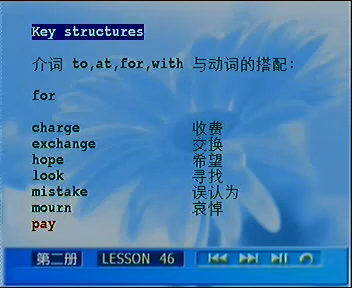 Key structures
介词 to,at,for,with 与动词的搭配:
for
charge 收费
exchange 交换
hope 希望
look 寻找
mistake 误认为
mourn 哀悼
pay
第二册 LESSON 46